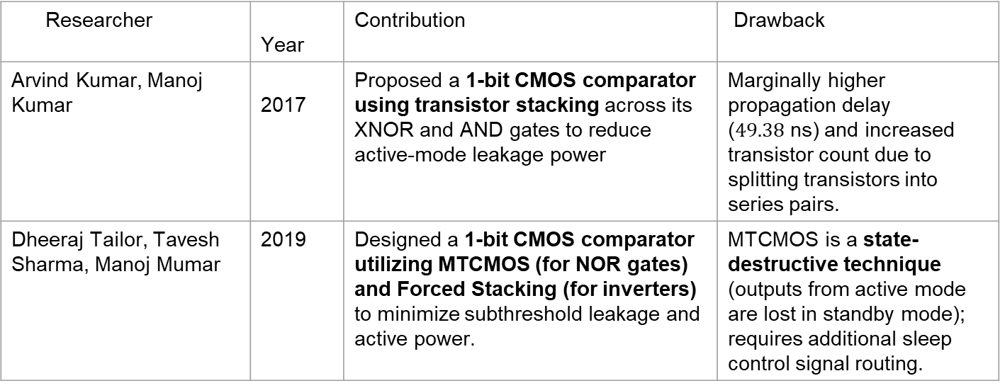 Researcher
Year
Contribution
Drawback
Arvind Kumar, Manoj
Kumar
2017
Proposed a 1-bit CMOS comparator
using transistor stacking across its
XNOR and AND gates to reduce
active-mode leakage power
Marginally higher
propagation delay
(49.38 ns) and increased
transistor count due to
splitting transistors into
series pairs.
Dheeraj Tailor, Tavesh
Sharma, Manoj Mumar
2019
Designed a 1-bit CMOS comparator
utilizing MTCMOS (for NOR gates)
and Forced Stacking (for inverters)
to minimize subthreshold leakage and
active power.
MTCMOS is a state-
destructive technique
(outputs from active mode
are lost in standby mode);
requires additional sleep
control signal routing.